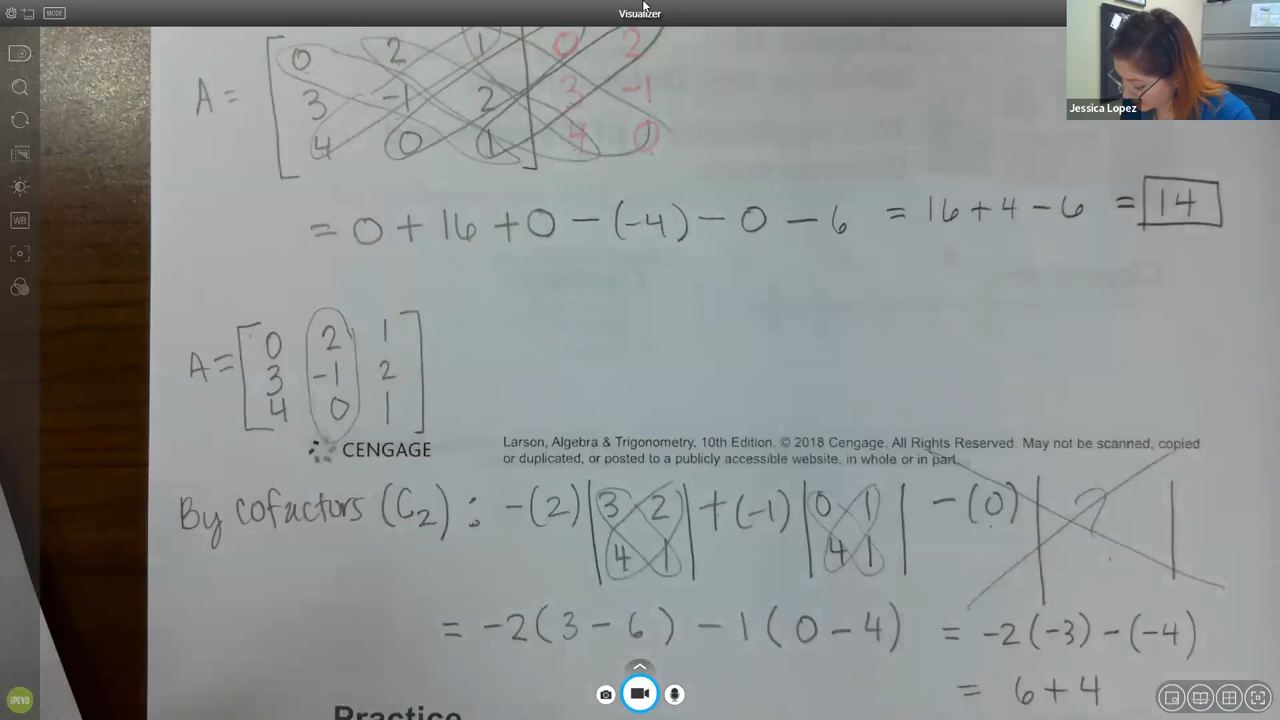 MODE
Visualizer
Jessica Lopez
0 2 1 0 2
A = 3 -1 2 3 -1
4 0 1 4 0
= 0 + 16 + 0 - (-4) - 0 - 6 = 16 + 4 - 6 = 14
0 2 1
A = 3 -1 2
4 0 1
CENGAGE
Larson, Algebra & Trigonometry, 10th Edition. © 2018 Cengage. All Rights Reserved. May not be scanned, copied
or duplicated, or posted to a publicly accessible website, in whole or in part.
By cofactors (C₂) : -(2) |3 2| + (-1) |0 1| - (0) | ? |
|4 1| |4 1|
= -2(3 - 6) - 1(0 - 4) = -2(-3) - (-4)
= 6 + 4
Practice
WB
IPEVO